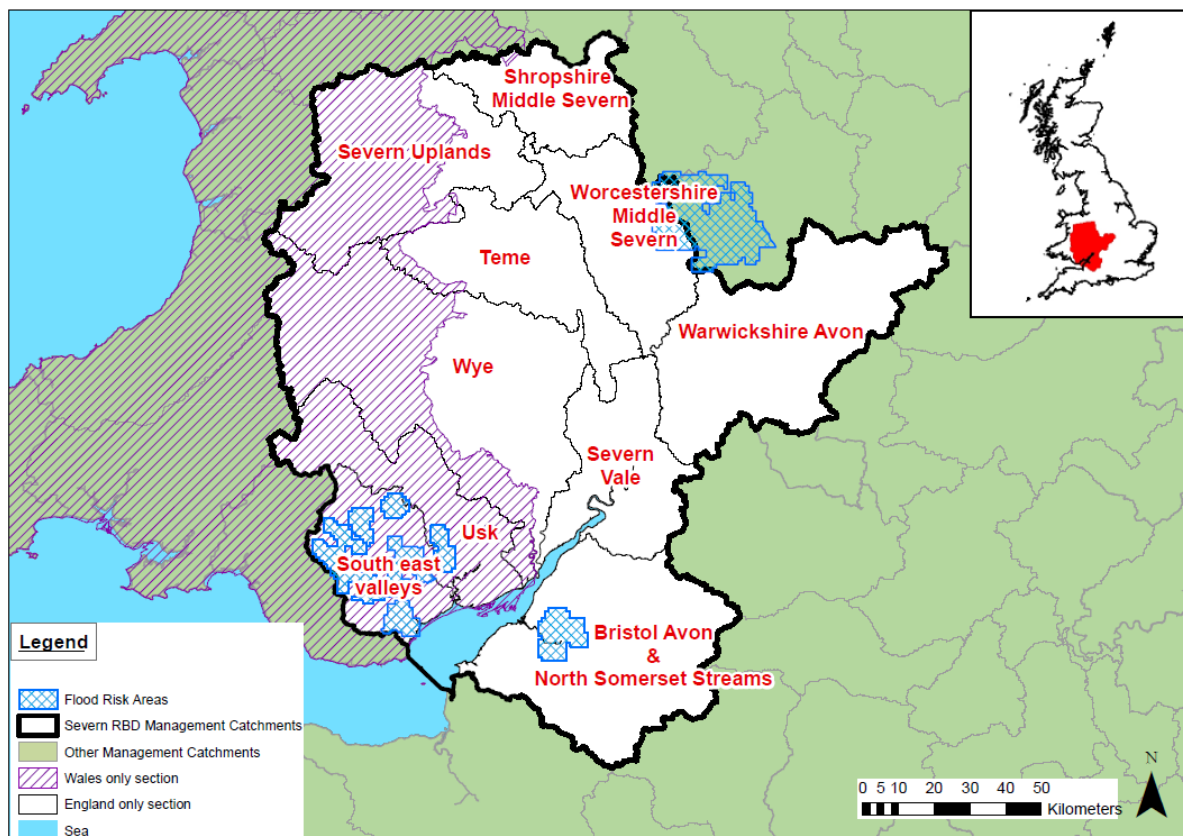 Shropshire
Middle Severn
Severn Uplands
Worcestershire
Middle
Severn
Teme
Warwickshire Avon
Wye
Severn
Vale
Usk
South east
valleys
Bristol Avon
&
North Somerset Streams
Legend
Flood Risk Areas
Severn RBD Management Catchments
Other Management Catchments
Wales only section
England only section
Sea
N
0 5 10 20 30 40 50
Kilometers